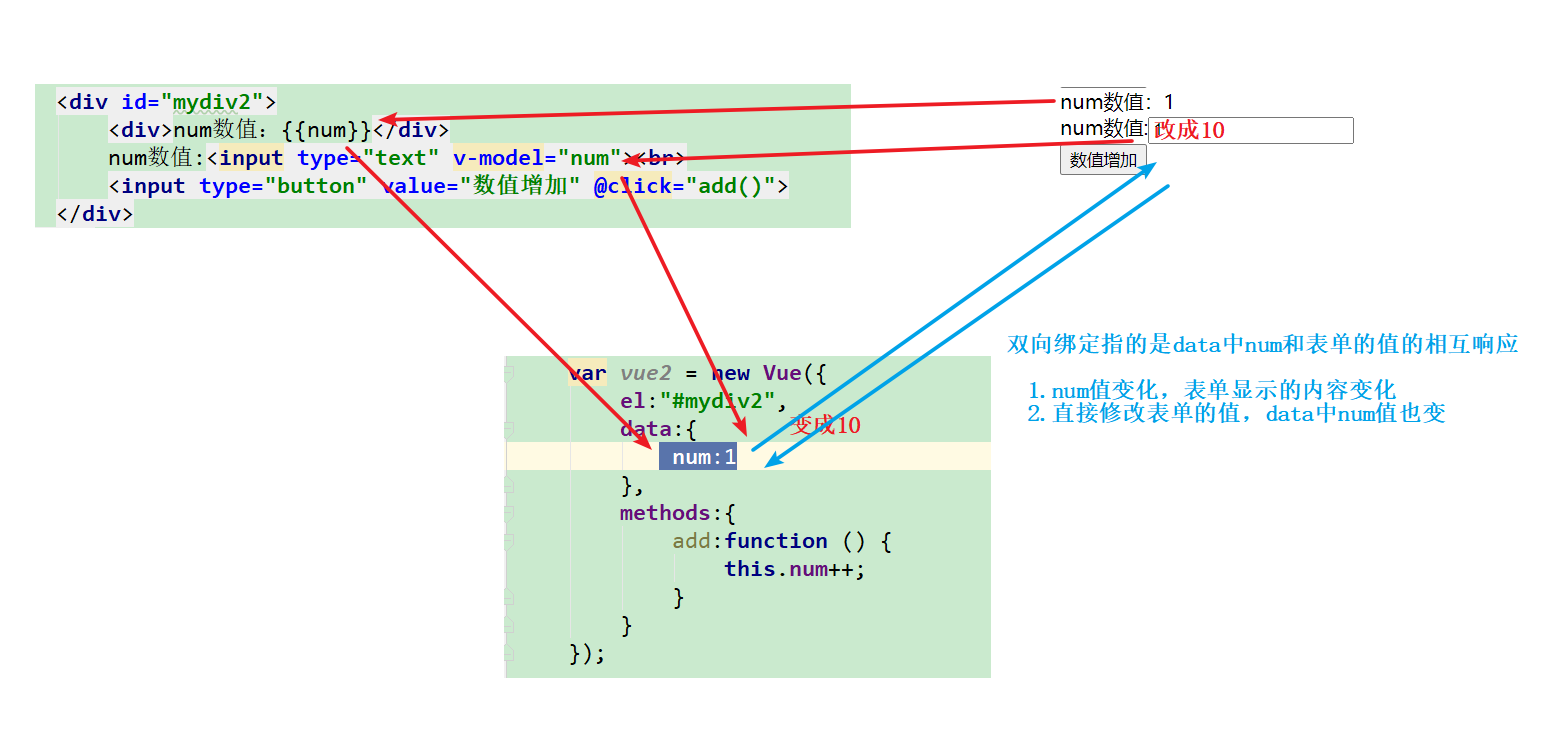 <div id="mydiv2">
<div>num数值：{{num}}</div>
num数值:<input type="text" v-model="num"><br>
<input type="button" value="数值增加" @click="add()">
</div>
num数值：1
num数值: 改成10
数值增加
var vue2 = new Vue({
el:"#mydiv2",
data:{
变成10
num:1
},
methods:{
add:function () {
this.num++;
}
}
});
双向绑定指的是data中num和表单的值的相互响应
1.num值变化，表单显示的内容变化
2.直接修改表单的值，data中num值也变